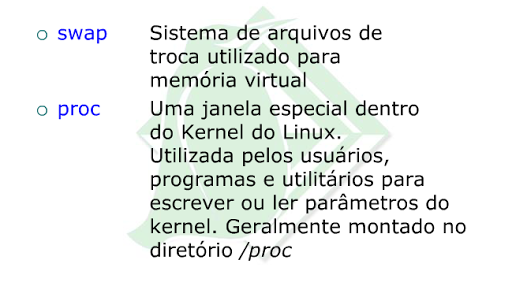 swap Sistema de arquivos de
troca utilizado para
memória virtual
proc Uma janela especial dentro
do Kernel do Linux.
Utilizada pelos usuários,
programas e utilitários para
escrever ou ler parâmetros do
kernel. Geralmente montado no
diretório /proc